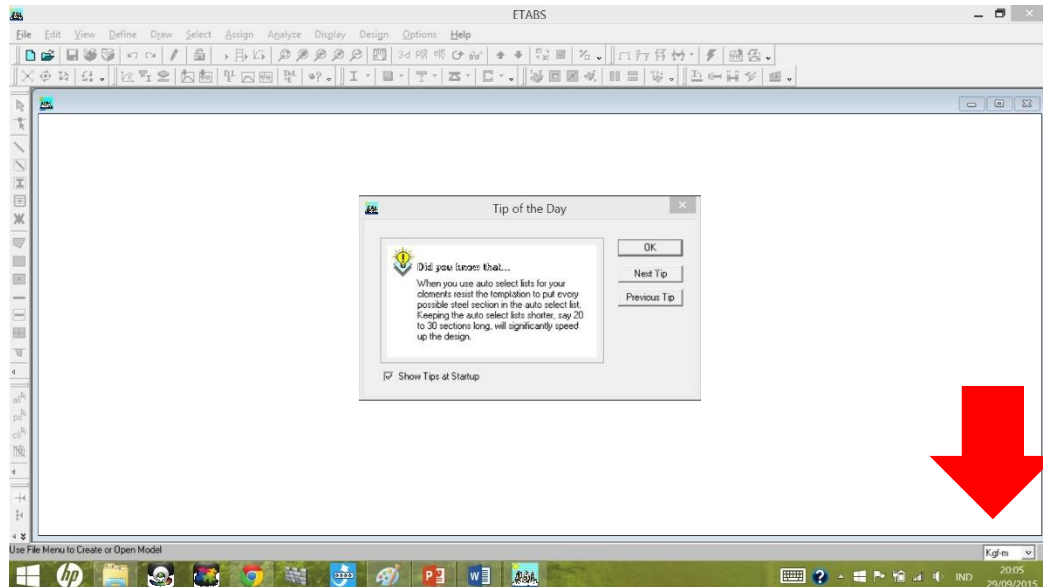 ETABS
File Edit View Define Draw Select Assign Analyze Display Design Options Help
3-d
Tip of the Day
Did you know that...
When you use auto select lists for your
elements resist the temptation to put every
possible steel section in the auto select list.
Keeping the auto select lists shorter, say 20
to 30 sections long, will significantly speed
up the design.
OK
Next Tip
Previous Tip
Show Tips at Startup
Use File Menu to Create or Open Model
Kgf-m
hp
IND
20:05
29/09/2015